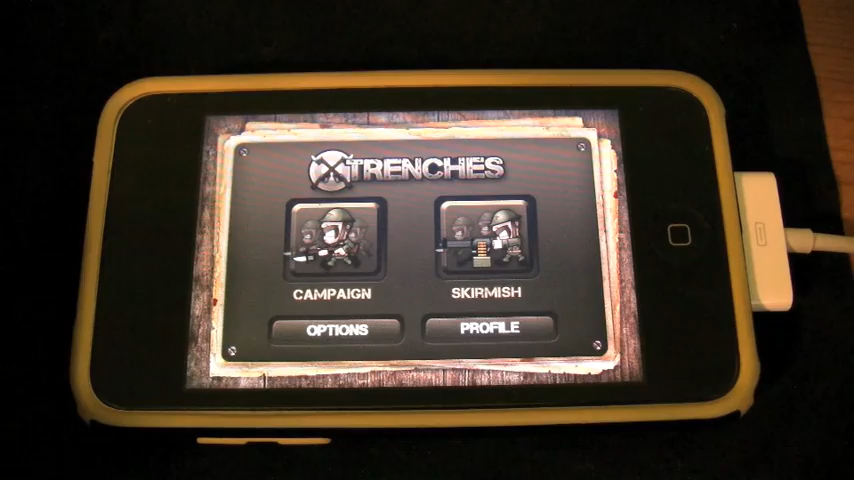 TRENCHES
CAMPAIGN
SKIRMISH
OPTIONS
PROFILE